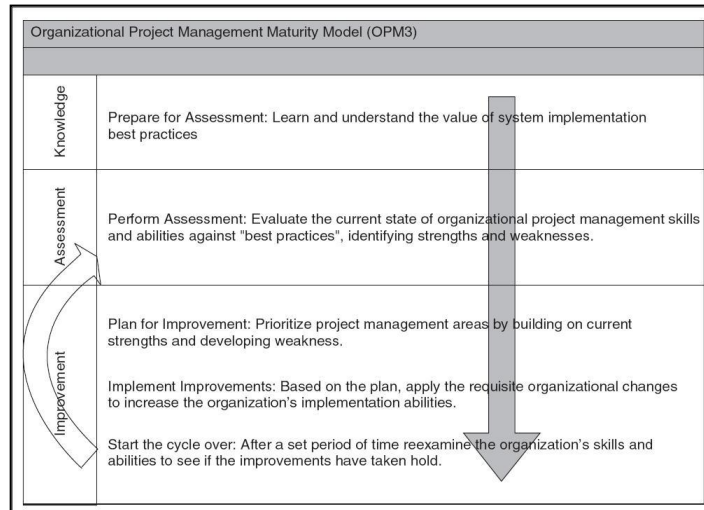 Organizational Project Management Maturity Model (OPM3)
Knowledge
Prepare for Assessment: Learn and understand the value of system implementation
best practices
Assessment
Perform Assessment: Evaluate the current state of organizational project management skills
and abilities against "best practices", identifying strengths and weaknesses.
Improvement
Plan for Improvement: Prioritize project management areas by building on current
strengths and developing weakness.
Implement Improvements: Based on the plan, apply the requisite organizational changes
to increase the organization’s implementation abilities.
Start the cycle over: After a set period of time reexamine the organization’s skills and
abilities to see if the improvements have taken hold.